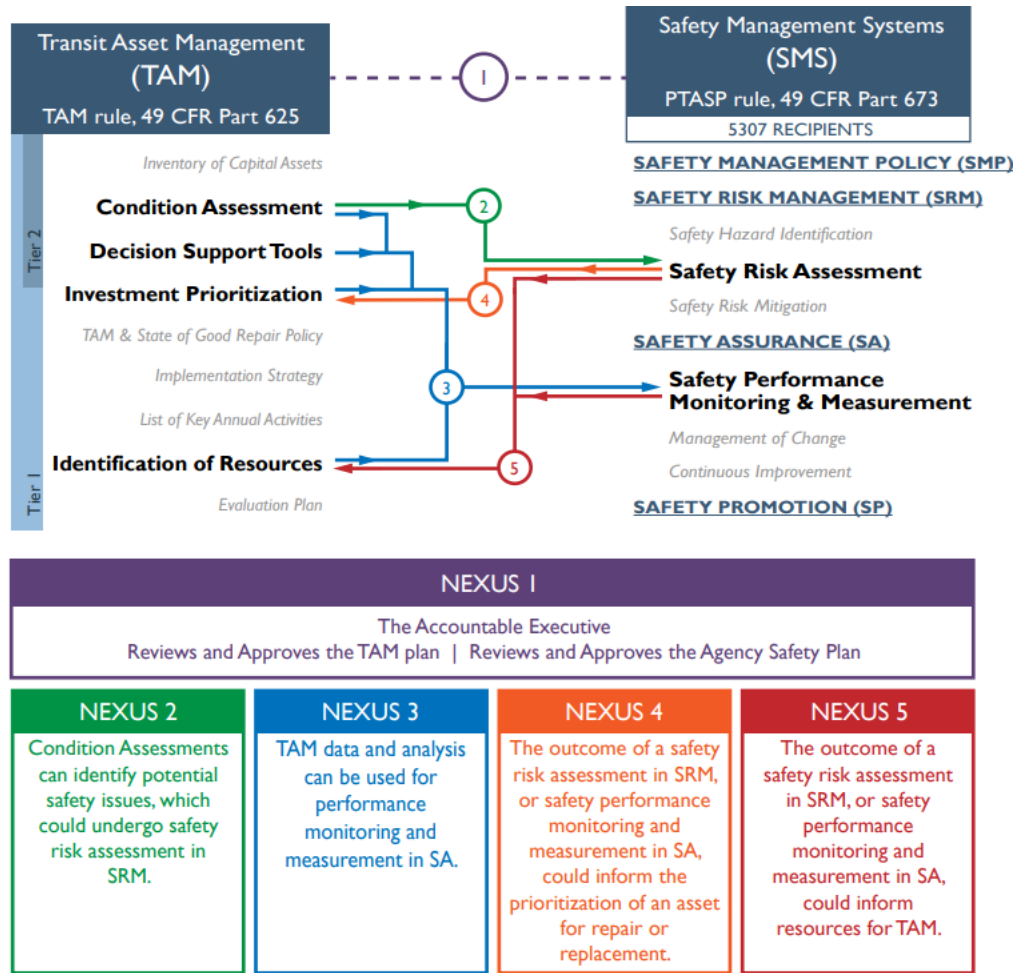 Transit Asset Management
(TAM)
TAM rule, 49 CFR Part 625
1
Safety Management Systems
(SMS)
PTASP rule, 49 CFR Part 673
5307 RECIPIENTS
Tier 2
Tier 1
Inventory of Capital Assets
Condition Assessment
Decision Support Tools
Investment Prioritization
TAM & State of Good Repair Policy
Implementation Strategy
List of Key Annual Activities
Identification of Resources
Evaluation Plan
2
4
3
5
SAFETY MANAGEMENT POLICY (SMP)
SAFETY RISK MANAGEMENT (SRM)
Safety Hazard Identification
Safety Risk Assessment
Safety Risk Mitigation
SAFETY ASSURANCE (SA)
Safety Performance
Monitoring & Measurement
Management of Change
Continuous Improvement
SAFETY PROMOTION (SP)
NEXUS 1
The Accountable Executive
Reviews and Approves the TAM plan | Reviews and Approves the Agency Safety Plan
NEXUS 2
Condition Assessments
can identify potential
safety issues, which
could undergo safety
risk assessment in
SRM.
NEXUS 3
TAM data and analysis
can be used for
performance
monitoring and
measurement in SA.
NEXUS 4
The outcome of a safety
risk assessment in SRM,
or safety performance
monitoring and
measurement in SA,
could inform the
prioritization of an asset
for repair or
replacement.
NEXUS 5
The outcome of a
safety risk assessment
in SRM, or safety
performance
monitoring and
measurement in SA,
could inform
resources for TAM.